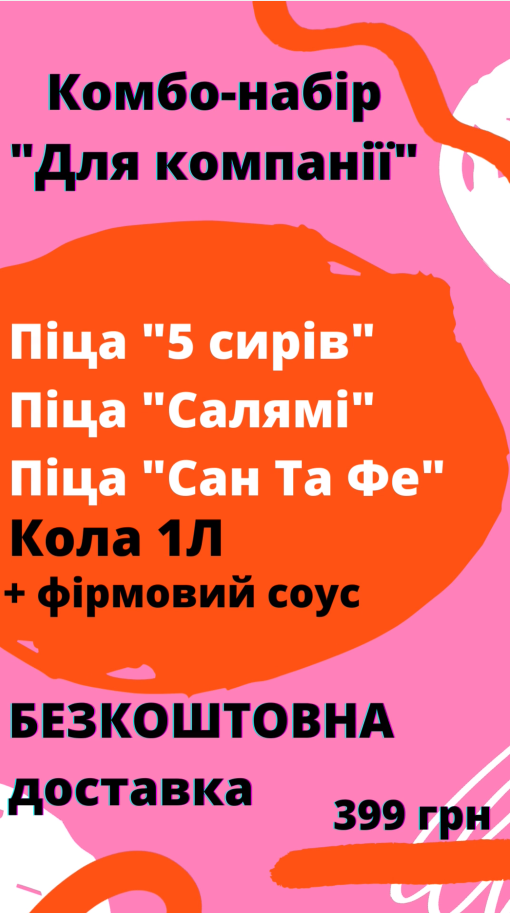 Комбо-набір
"Для компанії"
Піца "5 сирів"
Піца "Салямі"
Піца "Сан Та Фе"
Кола 1Л
+ фірмовий соус
БЕЗКОШТОВНА
доставка
399 грн